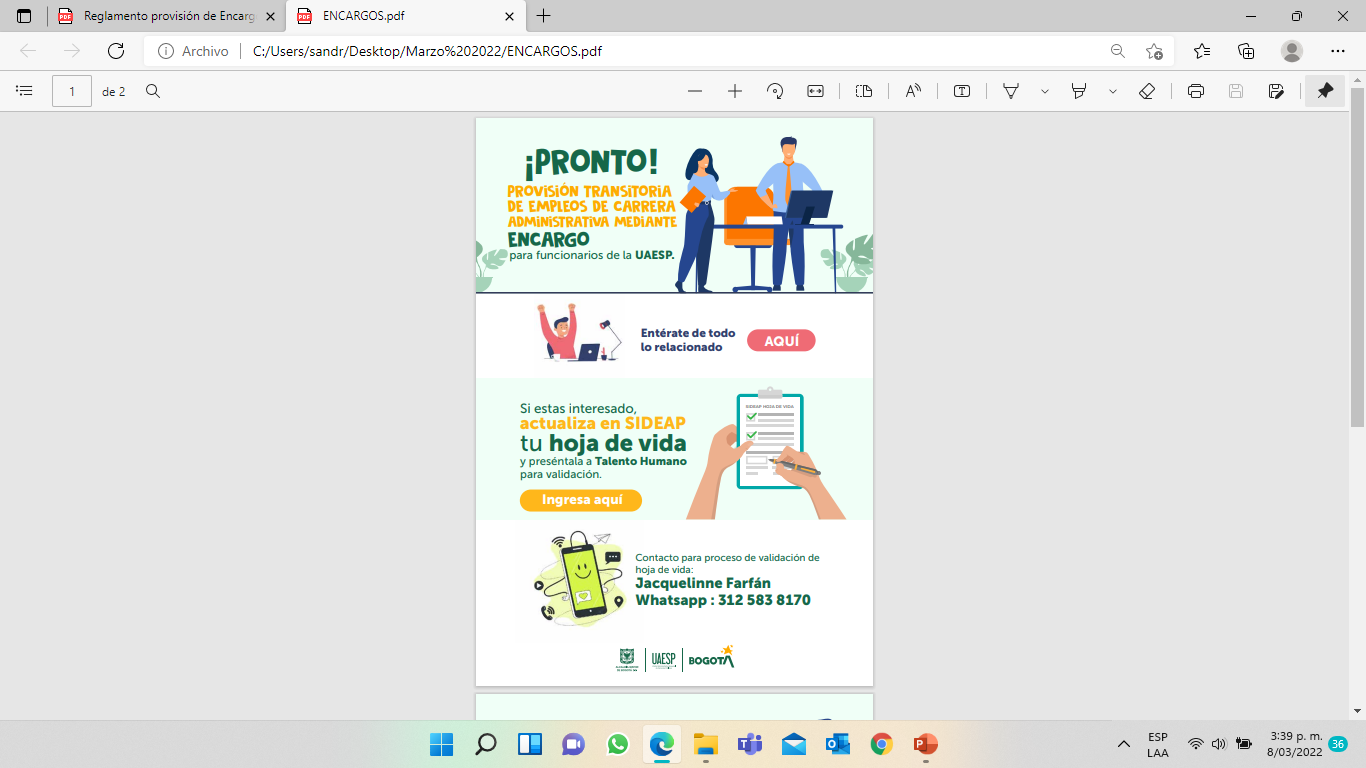 Reglamento provisión de Encarg
ENCARGOS.pdf
Archivo
C:/Users/sandr/Desktop/Marzo%202022/ENCARGOS.pdf
1
de 2
¡PRONTO!
PROVISIÓN TRANSITORIA
DE EMPLEOS DE CARRERA
ADMINISTRATIVA MEDIANTE
ENCARGO
para funcionarios de la UAESP.
Entérate de todo
lo relacionado
AQUÍ
Si estas interesado,
actualiza en SIDEAP
tu hoja de vida
y preséntala a Talento Humano
para validación.
Ingresa aquí
SIDEAP HOJA DE VIDA
Contacto para proceso de validación de
hoja de vida:
Jacquelinne Farfán
Whatsapp : 312 583 8170
UAESP
BOGOTÁ
ESP
LAA
3:39 p. m.
8/03/2022
36